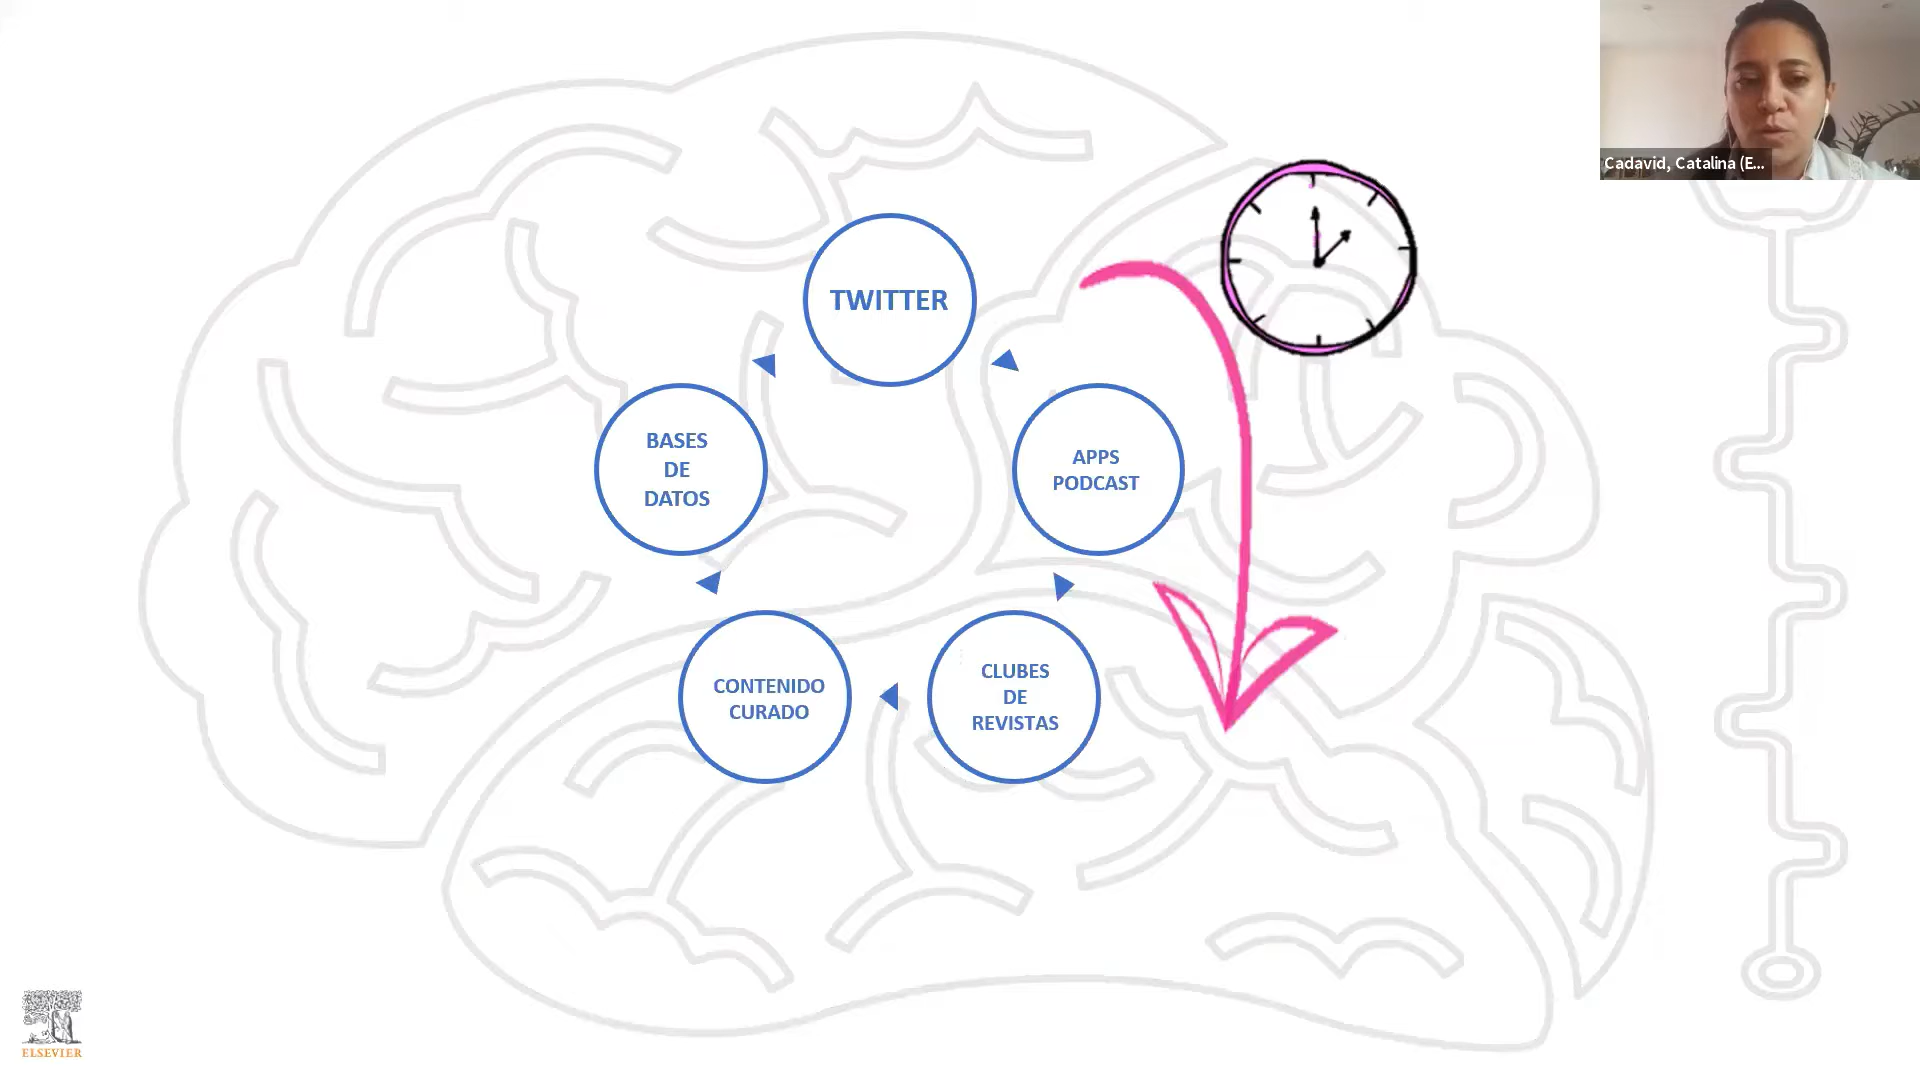 Cadavid, Catalina (E...
TWITTER
BASES
DE
DATOS
APPS
PODCAST
CONTENIDO
CURADO
CLUBES
DE
REVISTAS
ELSEVIER